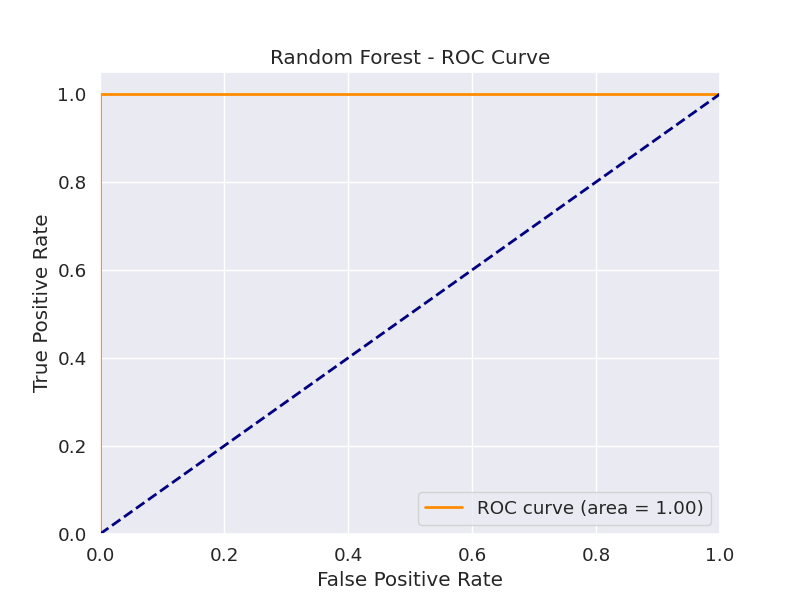 Random Forest - ROC Curve
True Positive Rate
1.0
0.8
0.6
0.4
0.2
0.0
0.0 0.2 0.4 0.6 0.8 1.0
False Positive Rate
ROC curve (area = 1.00)